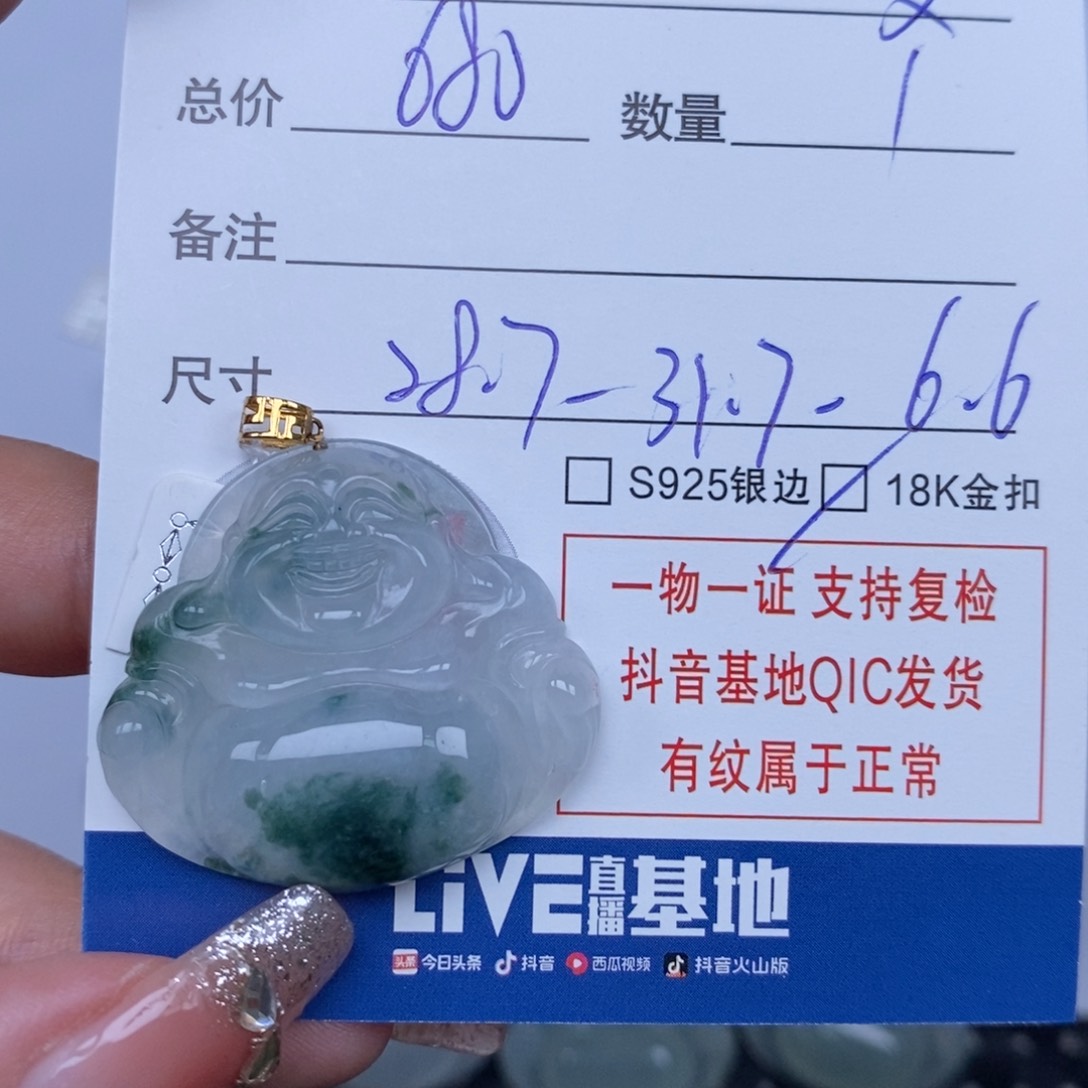 总价 680 数量 1
备注
尺寸 28.7-31.7-6.6
S925银边 18K金扣
一物一证 支持复检
抖音基地QIC发货
有纹属于正常
LiVE直播基地
头条 今日头条 抖音 西瓜视频 抖音火山版